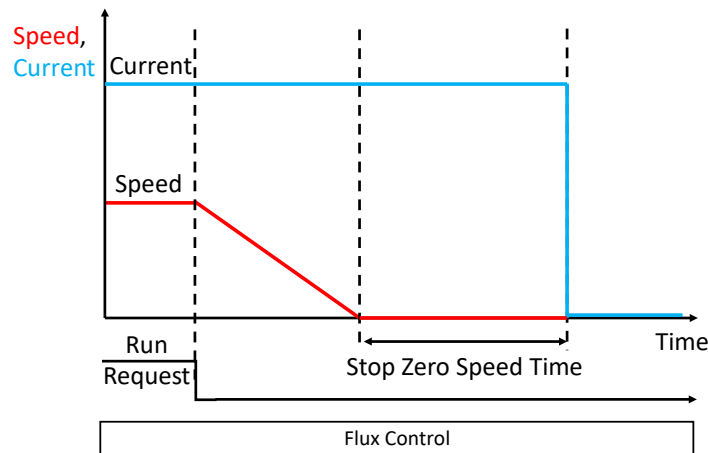 Speed,
Current
Current
Speed
Time
Run
Request
Stop Zero Speed Time
Flux Control